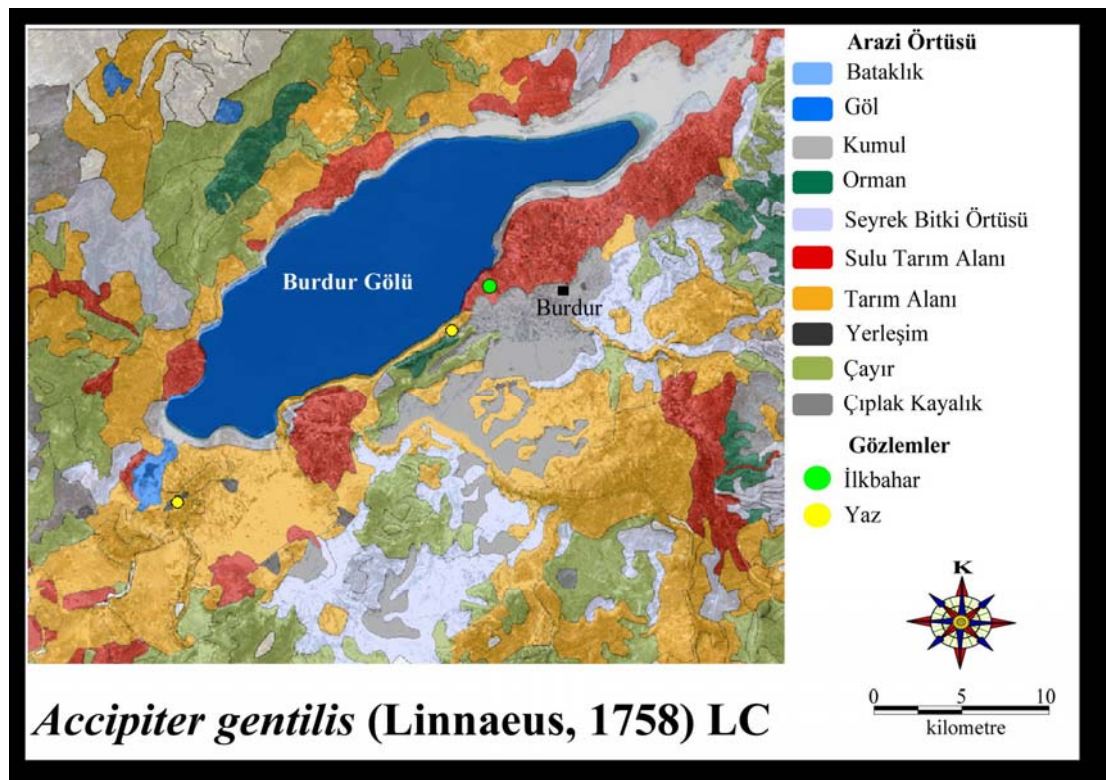 Arazi Örtüsü
Bataklık
Göl
Kumul
Orman
Seyrek Bitki Örtüsü
Sulu Tarım Alanı
Tarım Alanı
Yerleşim
Çayır
Çıplak Kayalık
Gözlemler
İlkbahar
Yaz
Burdur Gölü
Burdur
K
0 5 10
kilometre
Accipiter gentilis (Linnaeus, 1758) LC